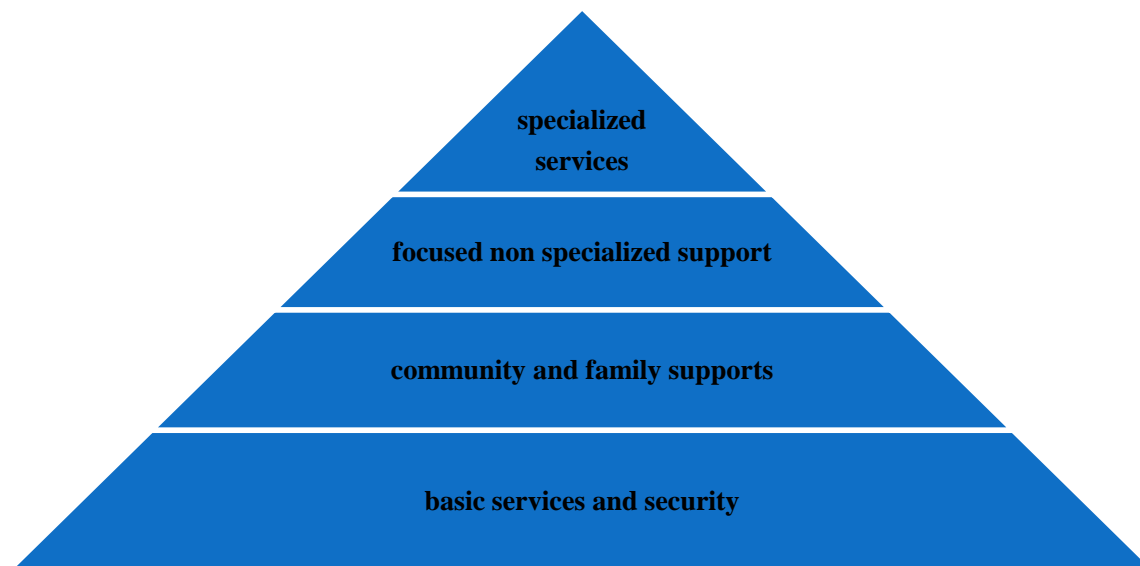 specialized
services
focused non specialized support
community and family supports
basic services and security